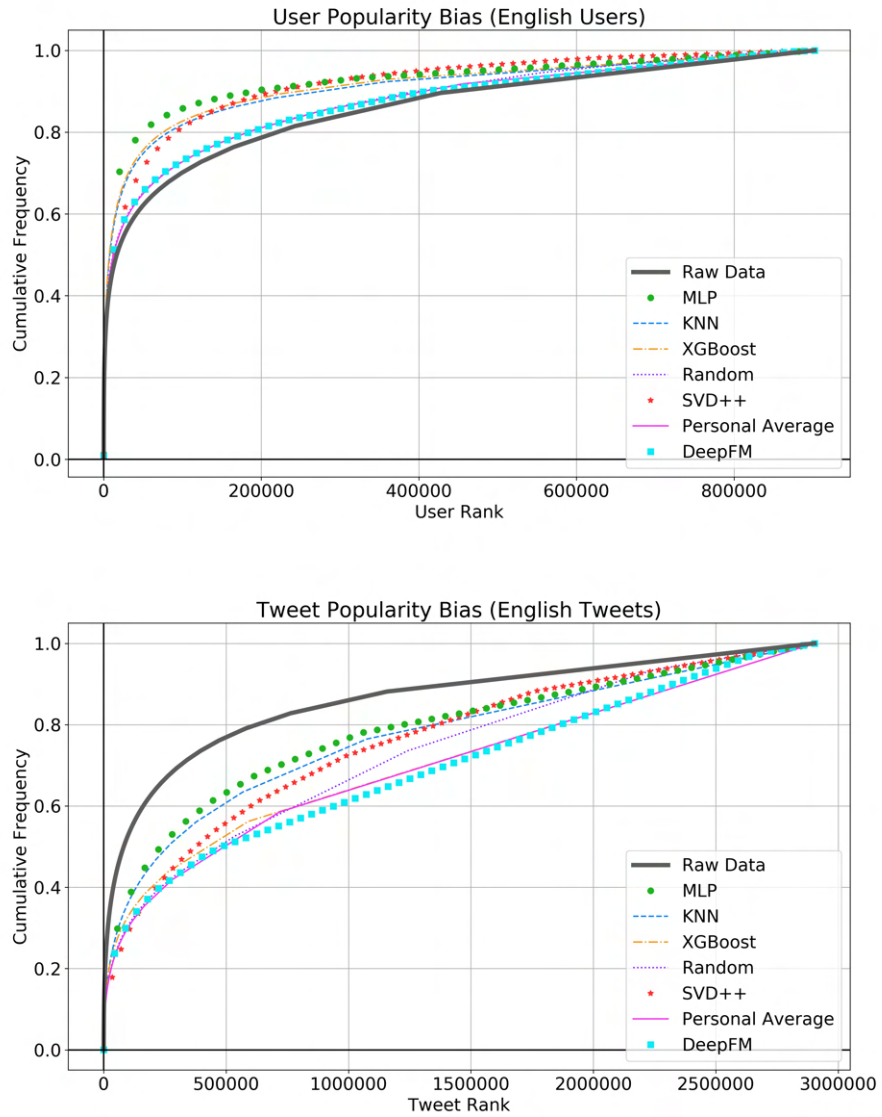 User Popularity Bias (English Users)
1.0
0.8
0.6
0.4
0.2
0.0
Cumulative Frequency
Raw Data
MLP
KNN
XGBoost
Random
SVD++
Personal Average
DeepFM
0 200000 400000 600000 800000
User Rank
Tweet Popularity Bias (English Tweets)
1.0
0.8
0.6
0.4
0.2
0.0
Cumulative Frequency
Raw Data
MLP
KNN
XGBoost
Random
SVD++
Personal Average
DeepFM
0 500000 1000000 1500000 2000000 2500000 3000000
Tweet Rank